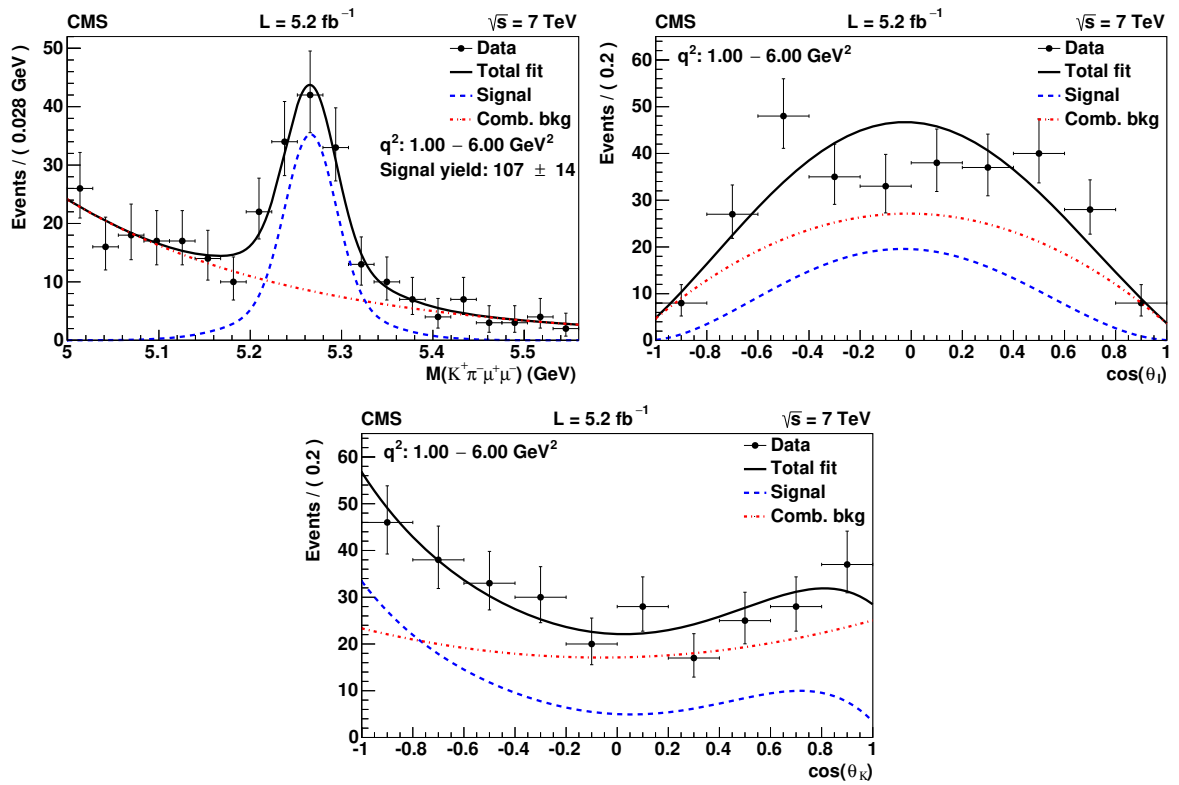 CMS L = 5.2 fb⁻¹ √s = 7 TeV
Events / ( 0.028 GeV)
40
30
20
10
0
Data
Total fit
Signal
Comb. bkg
q²: 1.00 − 6.00 GeV²
Signal yield: 107 ± 14
5 5.1 5.2 5.3 5.4 5.5
M(K⁺π⁻μ⁺μ⁻) (GeV)
CMS L = 5.2 fb⁻¹ √s = 7 TeV
Events / ( 0.2 )
60
50
40
30
20
10
0
q²: 1.00 − 6.00 GeV²
Data
Total fit
Signal
Comb. bkg
-1 -0.8 -0.6 -0.4 -0.2 0 0.2 0.4 0.6 0.8 1
cos(θₗ)
CMS L = 5.2 fb⁻¹ √s = 7 TeV
Events / ( 0.2 )
60
50
40
30
20
10
0
q²: 1.00 − 6.00 GeV²
Data
Total fit
Signal
Comb. bkg
-1 -0.8 -0.6 -0.4 -0.2 0 0.2 0.4 0.6 0.8 1
cos(θ_K)